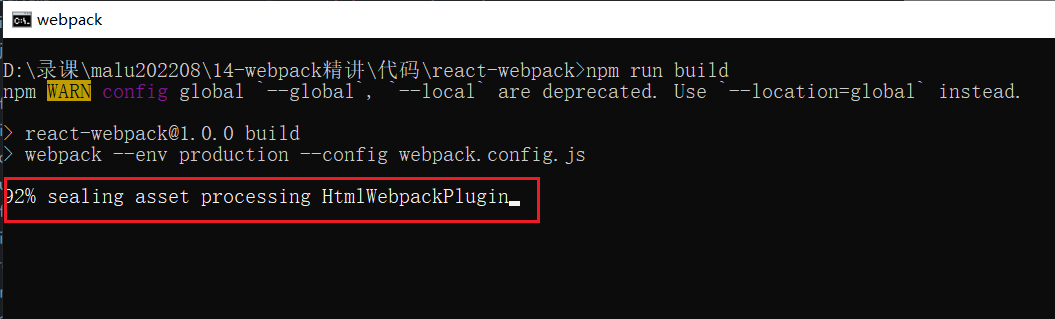 webpack
D:\录课\malu202208\14-webpack精讲\代码\react-webpack>npm run build
npm WARN config global `--global`, `--local` are deprecated. Use `--location=global` instead.
> react-webpack@1.0.0 build
> webpack --env production --config webpack.config.js
92% sealing asset processing HtmlWebpackPlugin